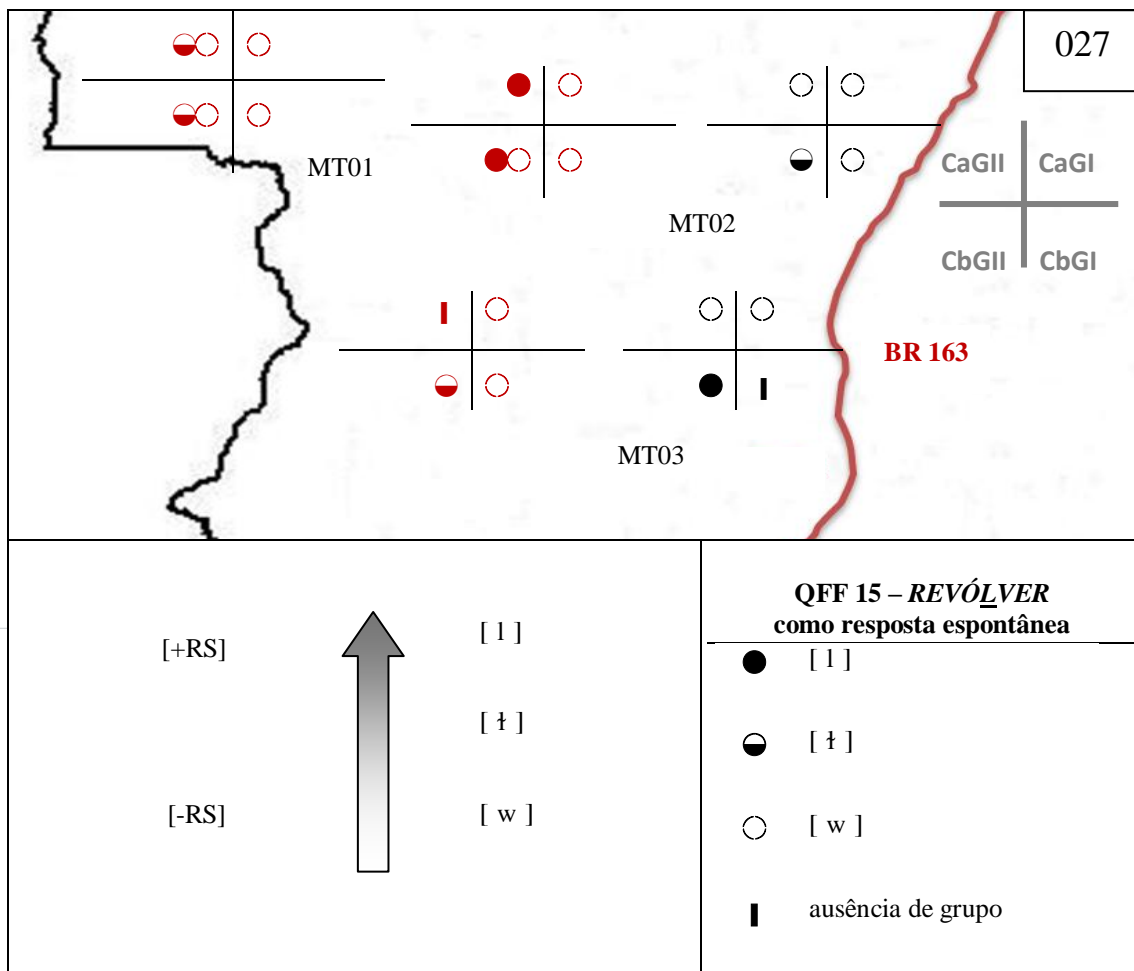 027
MT01
CaGII CaGI
MT02
CbGII CbGI
BR 163
MT03
[+RS]
[-RS]
[ l ]
[ ɫ ]
[ w ]
QFF 15 – REVÓLVER
como resposta espontânea
[ l ]
[ ɫ ]
[ w ]
ausência de grupo